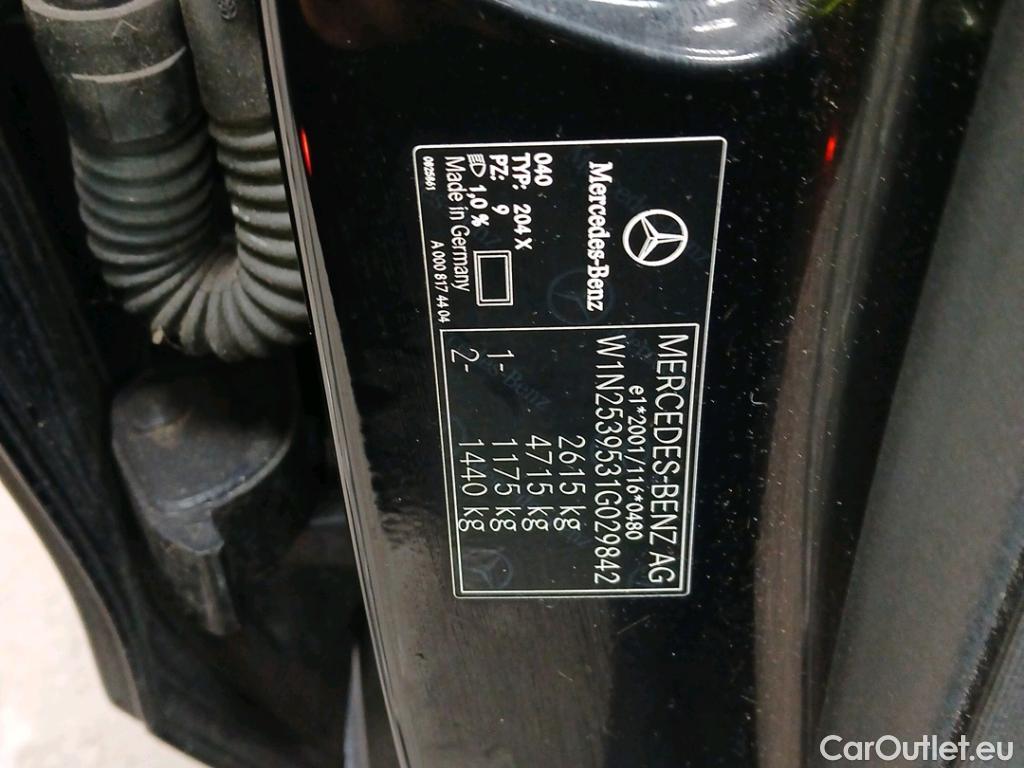 Mercedes-Benz
040
TYP: 204 X
PZ: 9
1,0 %
Made in Germany
A 000 817 44 04
MERCEDES-BENZ AG
e1*2001/116*0480
W1N2539531G029842
2615 kg
4715 kg
1- 1175 kg
2- 1440 kg
CarOutlet.eu